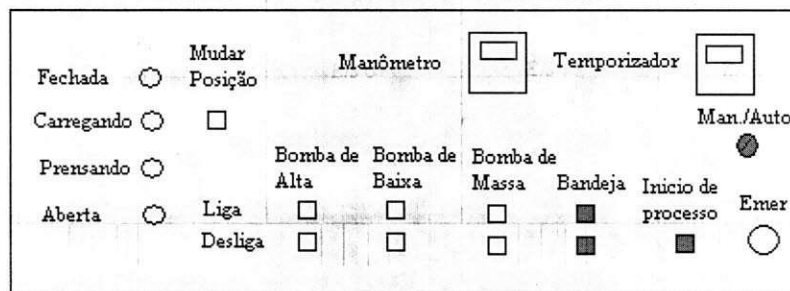 Mudar
Posição
Manômetro
Temporizador
Fechada
Carregando
Man./Auto
Prensando
Bomba de
Alta
Bomba de
Baixa
Bomba de
Massa
Bandeja
Inicio de
processo
Emer
Aberta
Liga
Desliga